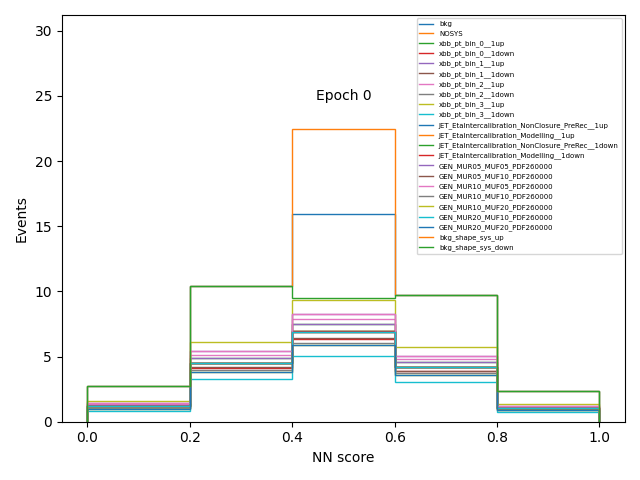 Epoch 0
bkg
NOSYS
xbb_pt_bin_0__1up
xbb_pt_bin_0__1down
xbb_pt_bin_1__1up
xbb_pt_bin_1__1down
xbb_pt_bin_2__1up
xbb_pt_bin_2__1down
xbb_pt_bin_3__1up
xbb_pt_bin_3__1down
JET_EtaIntercalibration_NonClosure_PreRec__1up
JET_EtaIntercalibration_Modelling__1up
JET_EtaIntercalibration_NonClosure_PreRec__1down
JET_EtaIntercalibration_Modelling__1down
GEN_MUR05_MUF05_PDF260000
GEN_MUR05_MUF10_PDF260000
GEN_MUR10_MUF05_PDF260000
GEN_MUR10_MUF10_PDF260000
GEN_MUR10_MUF20_PDF260000
GEN_MUR20_MUF10_PDF260000
GEN_MUR20_MUF20_PDF260000
bkg_shape_sys_up
bkg_shape_sys_down
Events
30
25
20
15
10
5
0
0.0 0.2 0.4 0.6 0.8 1.0
NN score